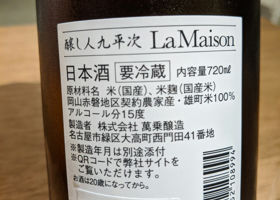 醸し人九平次 La Maison
日本酒 要冷蔵 内容量720ml
原材料名 米(国産)、米麹(国産米)
岡山赤磐地区契約農家産・雄町米100%
アルコール分15度
製造者 株式会社 萬乗醸造
名古屋市緑区大高町西門田41番地
※製造年月は別途添付
※QRコードで弊社サイトを
ご覧いただけます。
お酒は20歳になってから。